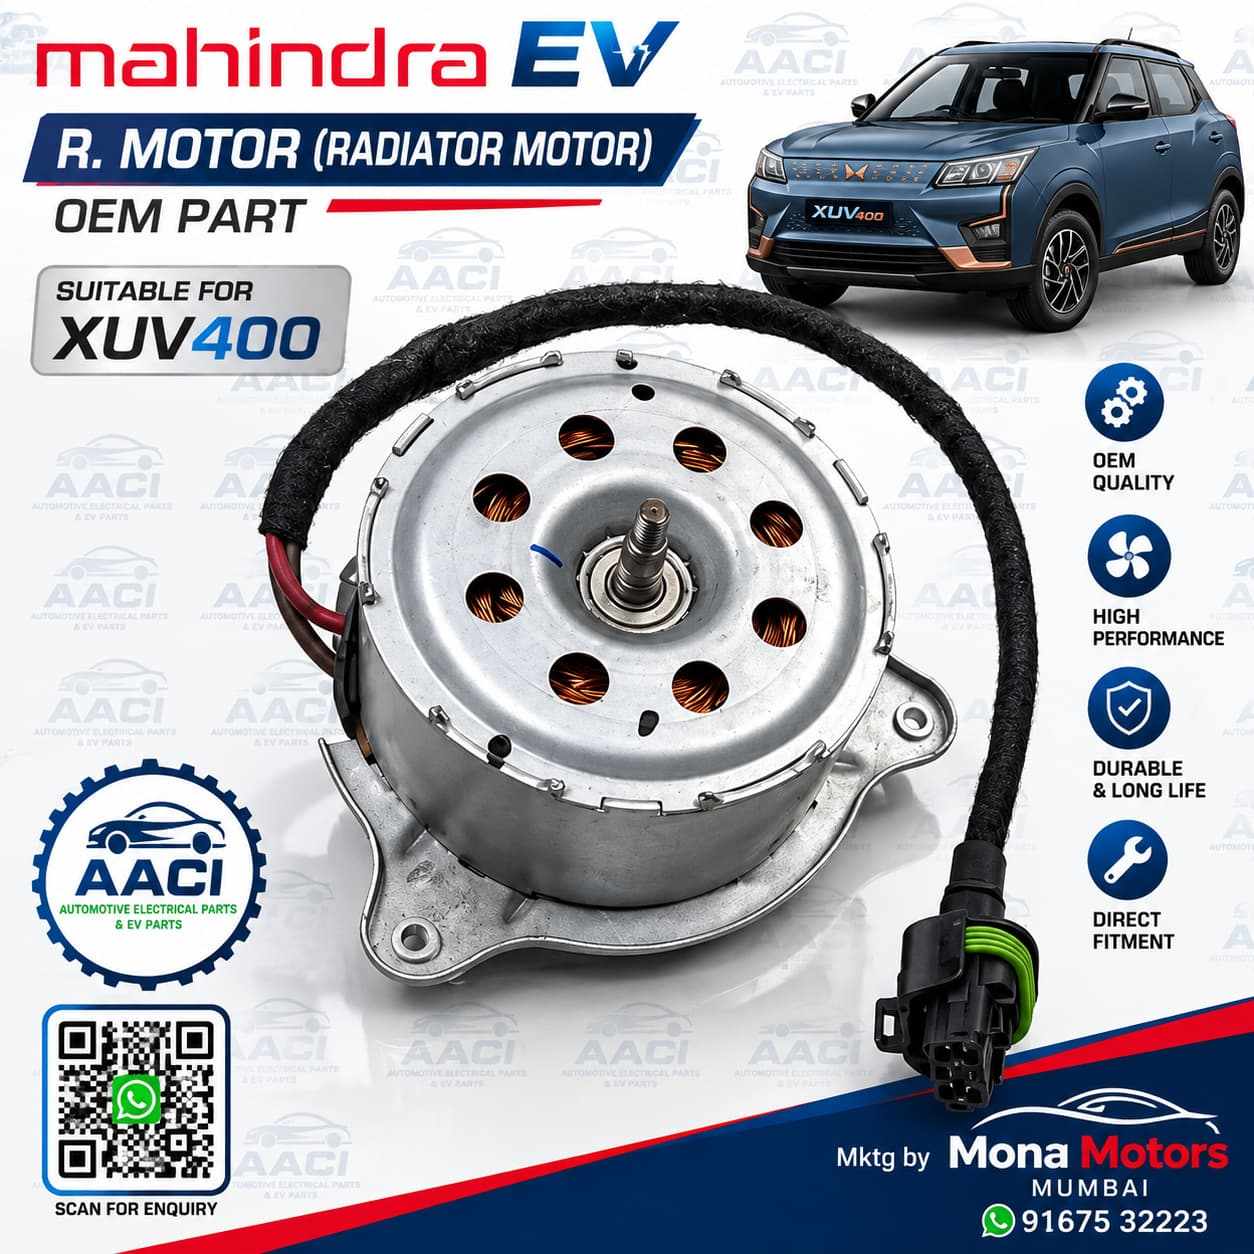 mahindra EV
R. MOTOR (RADIATOR MOTOR)
OEM PART
SUITABLE FOR
XUV400
XUV400
OEM
QUALITY
HIGH
PERFORMANCE
DURABLE
& LONG LIFE
DIRECT
FITMENT
AACI
AUTOMOTIVE ELECTRICAL PARTS
& EV PARTS
SCAN FOR ENQUIRY
Mktg by Mona Motors
MUMBAI
91675 32223